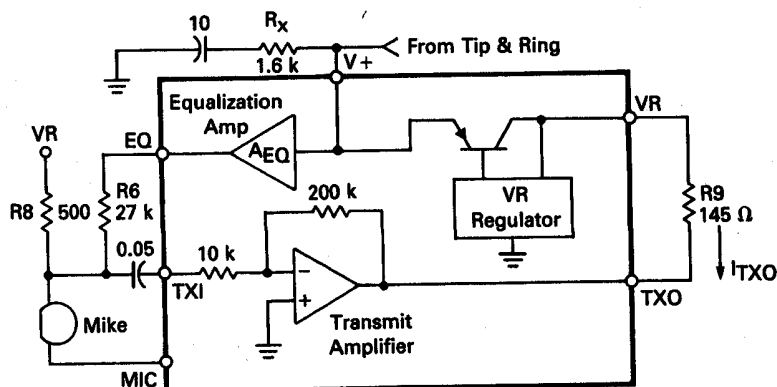 10
Rx
1.6 k
From Tip & Ring
V+
Equalization
Amp
VR
EQ
AEQ
VR
R8
500
R6
27 k
200 k
VR
Regulator
R9
145 Ω
0.05
10 k
ITXO
TXI
−
+
TXO
Mike
Transmit
Amplifier
MIC